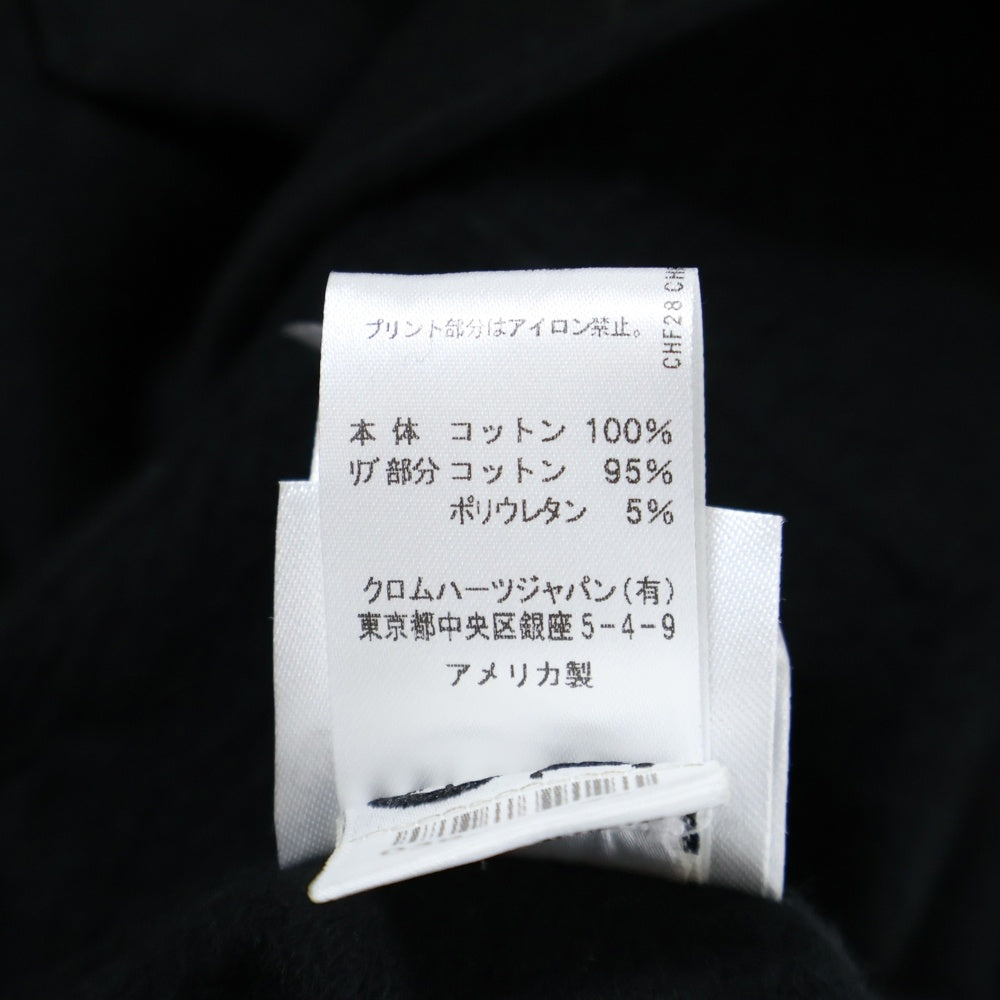 プリント部分はアイロン禁止。
CHF28
本体 コットン 100%
リブ部分コットン 95%
ポリウレタン 5%
クロムハーツジャパン(有)
東京都中央区銀座5-4-9
アメリカ製